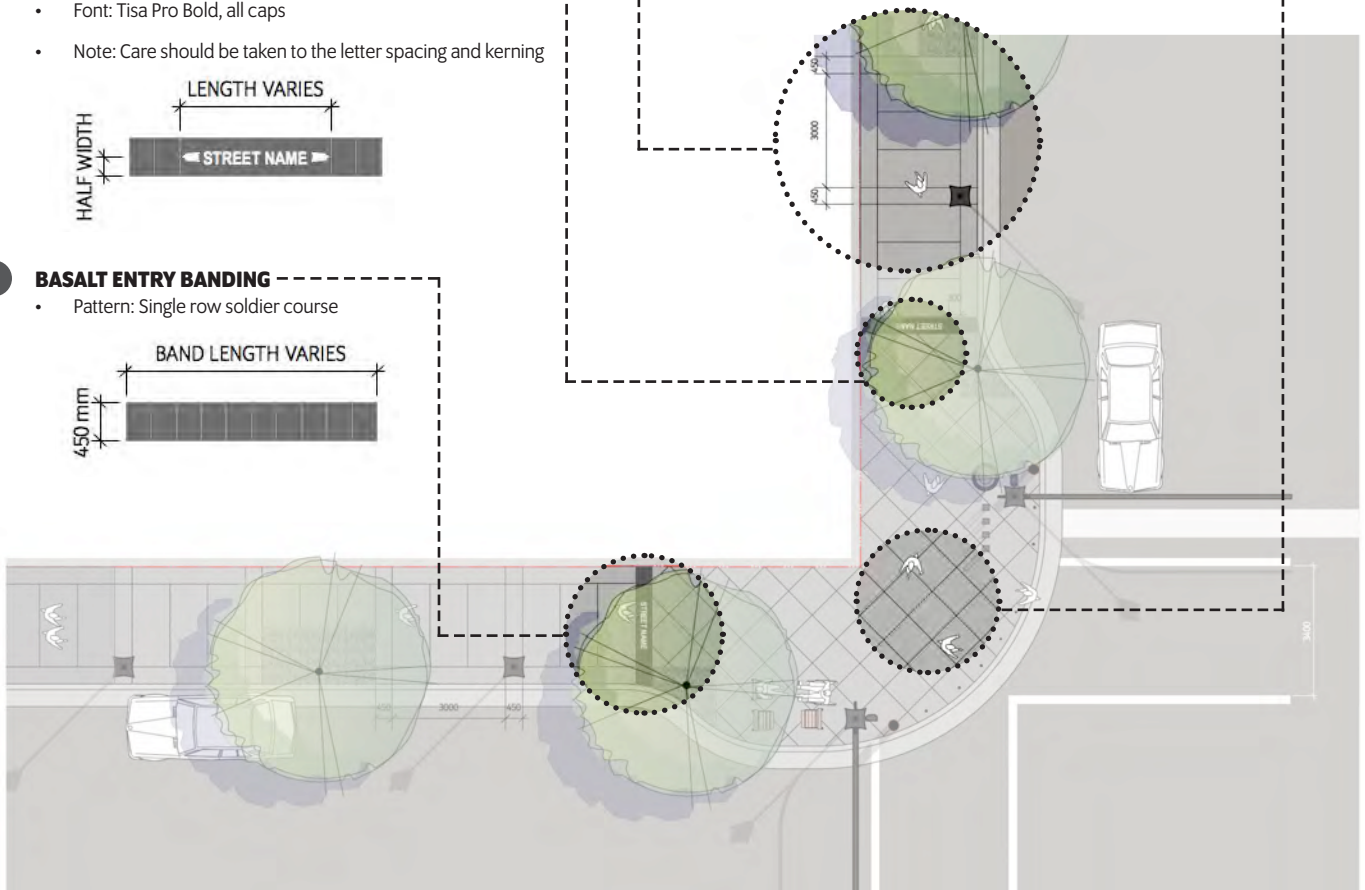 • Font: Tisa Pro Bold, all caps
• Note: Care should be taken to the letter spacing and kerning
LENGTH VARIES
HALF WIDTH
STREET NAME
BASALT ENTRY BANDING
• Pattern: Single row soldier course
BAND LENGTH VARIES
450 mm
450
3000
450
STREET NAME
STREET NAME
450
3000
450
3400